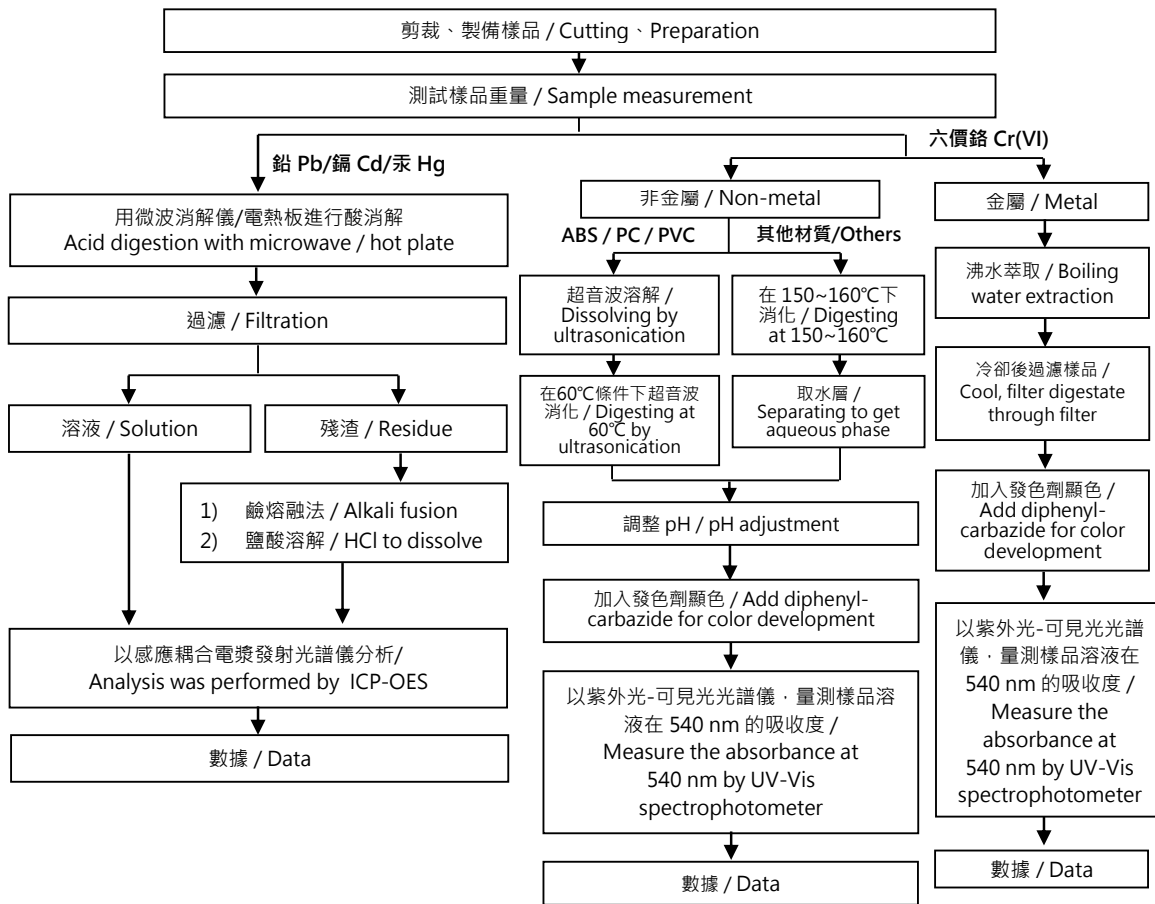 剪裁、製備樣品 / Cutting、Preparation
測試樣品重量 / Sample measurement
鉛 Pb/鎘 Cd/汞 Hg
六價鉻 Cr(VI)
用微波消解儀/電熱板進行酸消解
Acid digestion with microwave / hot plate
過濾 / Filtration
溶液 / Solution
殘渣 / Residue
1) 鹼熔融法 / Alkali fusion
2) 鹽酸溶解 / HCl to dissolve
以感應耦合電漿發射光譜儀分析/
Analysis was performed by ICP-OES
數據 / Data
非金屬 / Non-metal
ABS / PC / PVC
其他材質/Others
超音波溶解 /
Dissolving by
ultrasonication
在60℃條件下超音波
消化 / Digesting at
60℃ by
ultrasonication
在 150~160℃下
消化 / Digesting
at 150~160℃
取水層 /
Separating to get
aqueous phase
調整 pH / pH adjustment
加入發色劑顯色 / Add diphenyl-
carbazide for color development
以紫外光-可見光光譜儀，量測樣品溶
液在 540 nm 的吸收度 /
Measure the absorbance at
540 nm by UV-Vis
spectrophotometer
數據 / Data
金屬 / Metal
沸水萃取 / Boiling
water extraction
冷卻後過濾樣品 /
Cool, filter digestate
through filter
加入發色劑顯色 /
Add diphenyl-
carbazide for color
development
以紫外光-可見光光譜
儀，量測樣品溶液在
540 nm 的吸收度 /
Measure the
absorbance at
540 nm by UV-Vis
spectrophotometer
數據 / Data